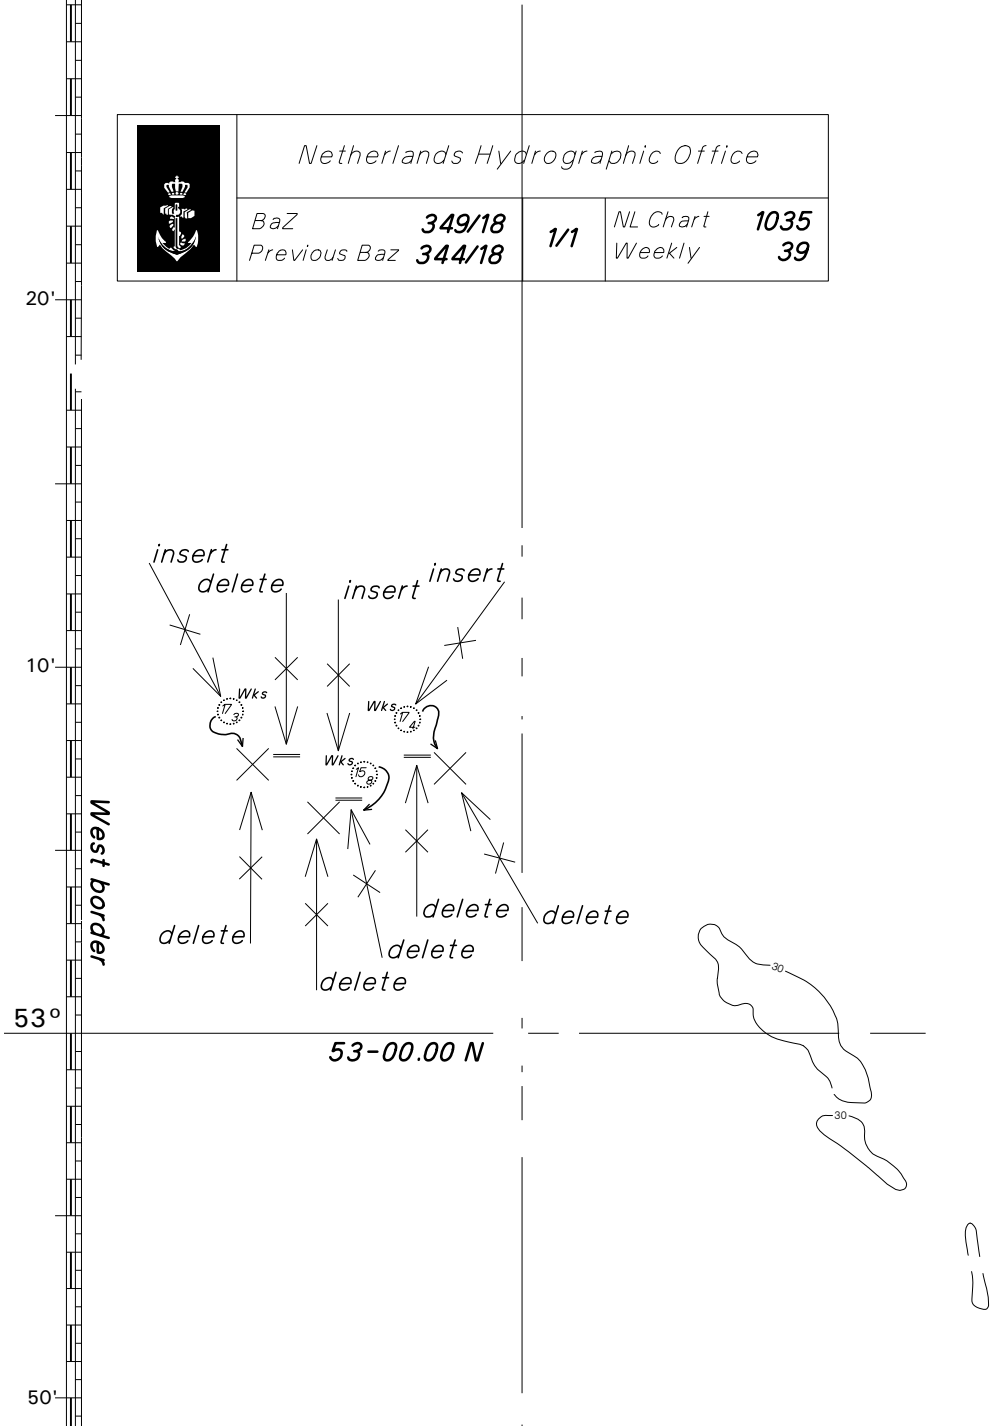 Netherlands Hydrographic Office
BaZ 349/18
Previous Baz 344/18
1/1
NL Chart 1035
Weekly 39
20'
insert
delete
insert
insert
10'
Wks
17 3
Wks
17 4
Wks
15 8
West border
delete
delete
delete
delete
delete
30
53°
53-00.00 N
30
50'